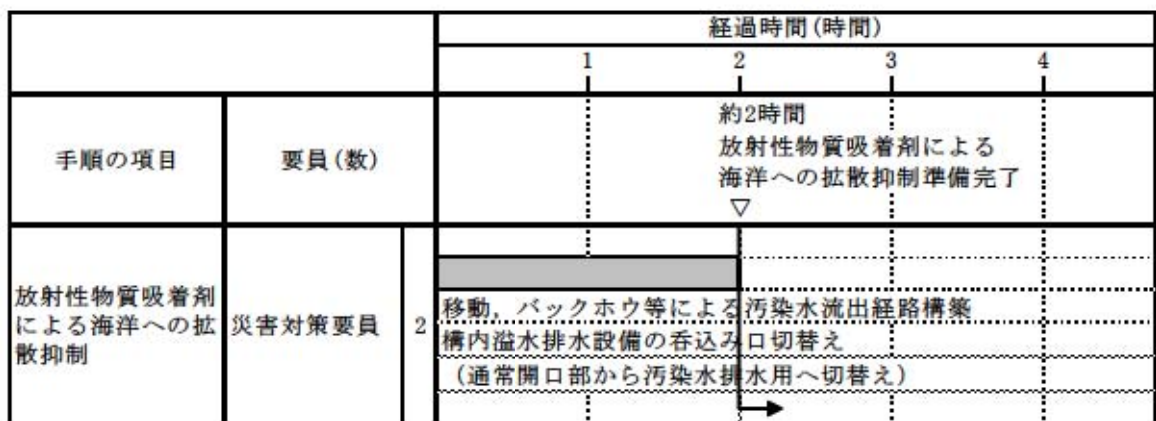 経過時間(時間)
1 2 3 4
手順の項目 要員(数)
約2時間
放射性物質吸着剤による
海洋への拡散抑制準備完了
▽
放射性物質吸着剤
による海洋への拡
散抑制
災害対策要員 2
移動，バックホウ等による汚染水流出経路構築
構内溢水排水設備の呑込み口切替え
（通常開口部から汚染水排水用へ切替え）